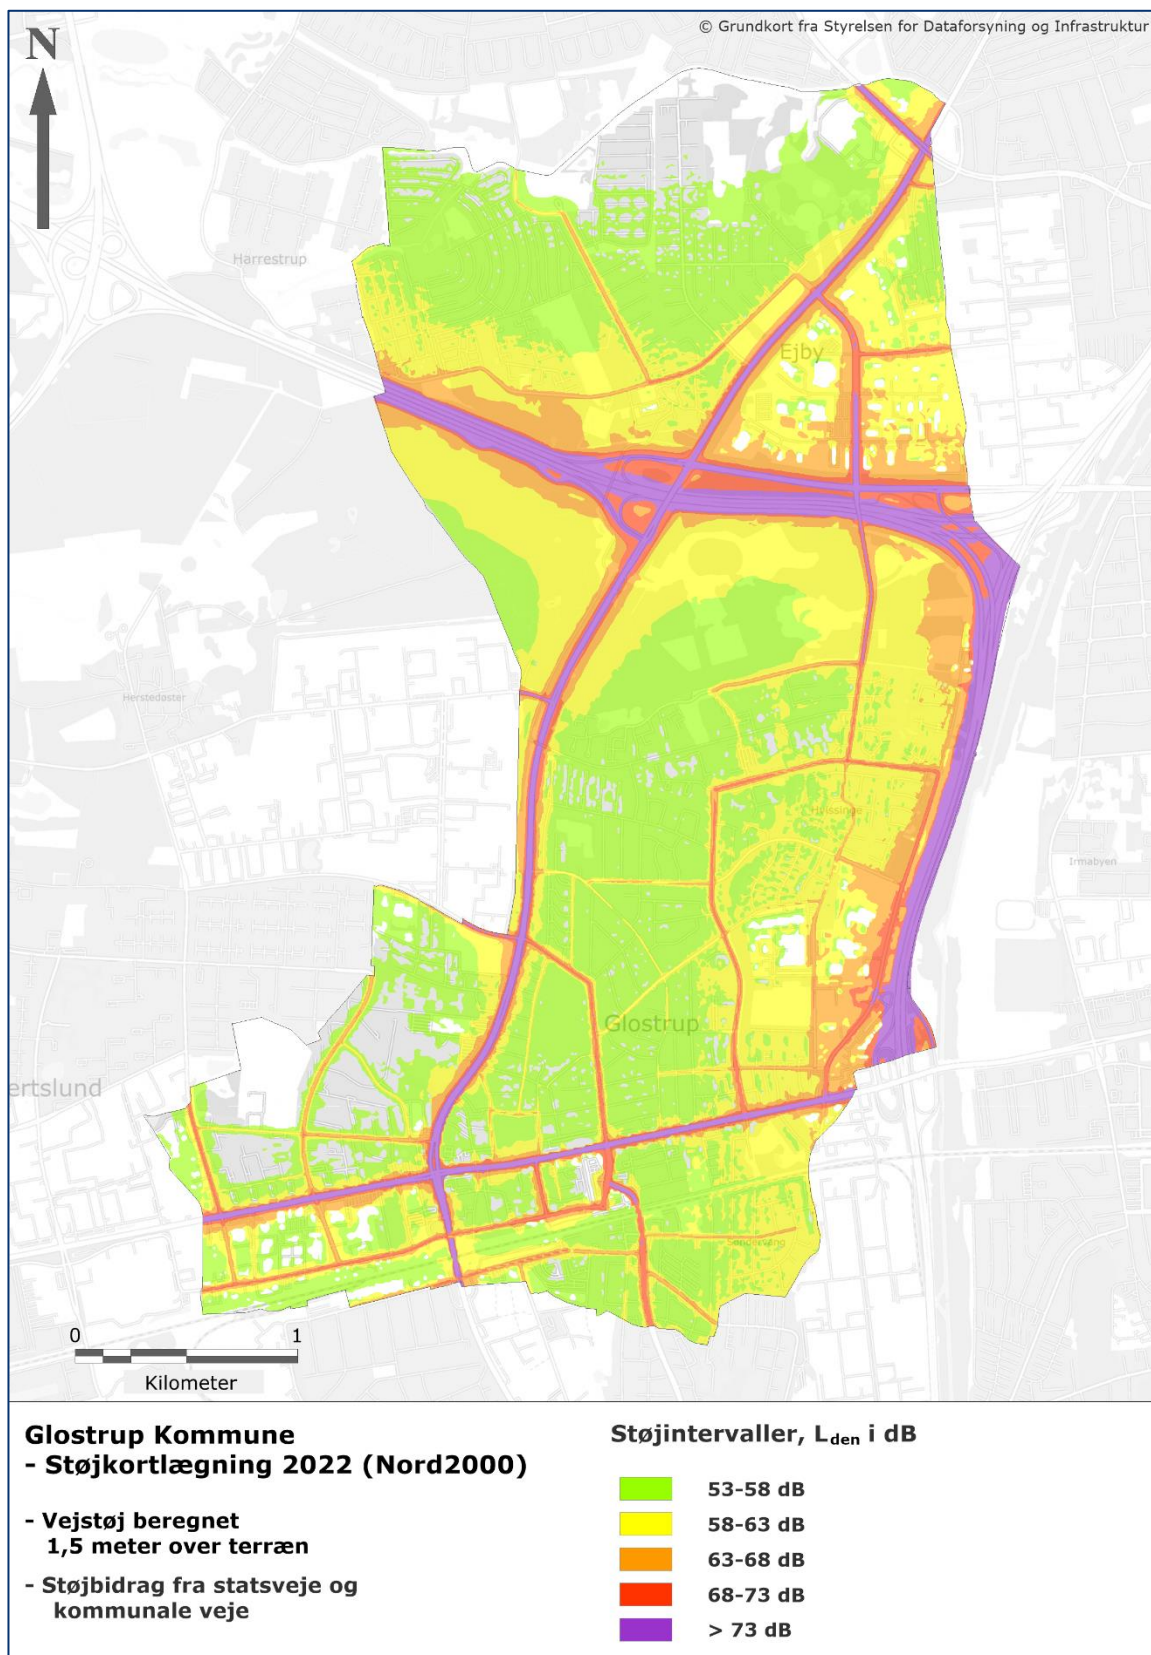 © Grundkort fra Styrelsen for Dataforsyning og Infrastruktur
N
Harrestrup
Ejby
Herstedøster
Hvissinge
Irmabyen
Glostrup
ertslund
Søndervang
0 1
Kilometer
Glostrup Kommune
- Støjkortlægning 2022 (Nord2000)
- Vejstøj beregnet
1,5 meter over terræn
- Støjbidrag fra statsveje og
kommunale veje
Støjintervaller, Lden i dB
53-58 dB
58-63 dB
63-68 dB
68-73 dB
> 73 dB